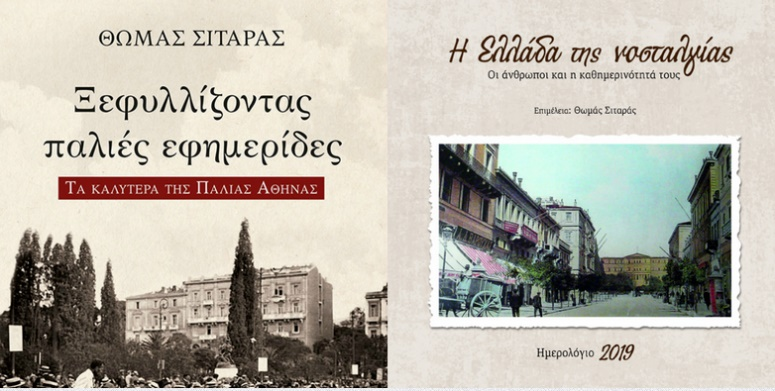 ΘΩΜΑΣ ΣΙΤΑΡΑΣ
Ξεφυλλίζοντας
παλιές εφημερίδες
ΤΑ ΚΑΛΥΤΕΡΑ ΤΗΣ ΠΑΛΙΑΣ ΑΘΗΝΑΣ
Η Ελλάδα της νοσταλγίας
Οι άνθρωποι και η καθημερινότητά τους
Επιμέλεια: Θωμάς Σιταράς
Ημερολόγιο 2019